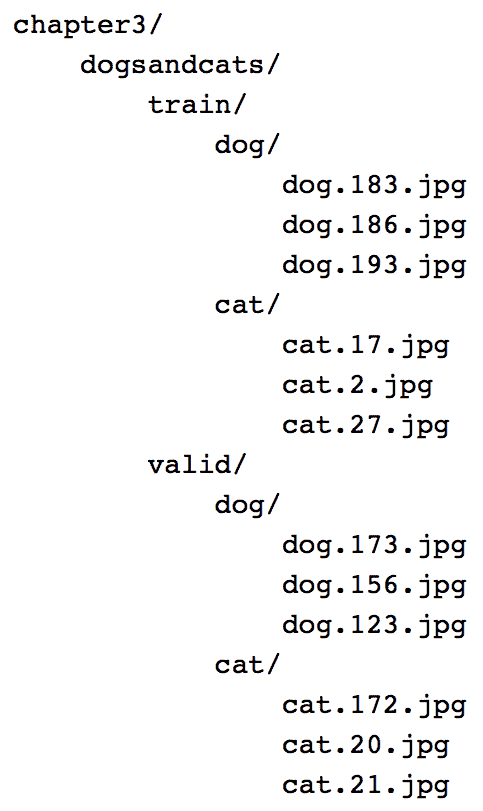 chapter3/
    dogsandcats/
        train/
            dog/
                dog.183.jpg
                dog.186.jpg
                dog.193.jpg
            cat/
                cat.17.jpg
                cat.2.jpg
                cat.27.jpg
        valid/
            dog/
                dog.173.jpg
                dog.156.jpg
                dog.123.jpg
            cat/
                cat.172.jpg
                cat.20.jpg
                cat.21.jpg